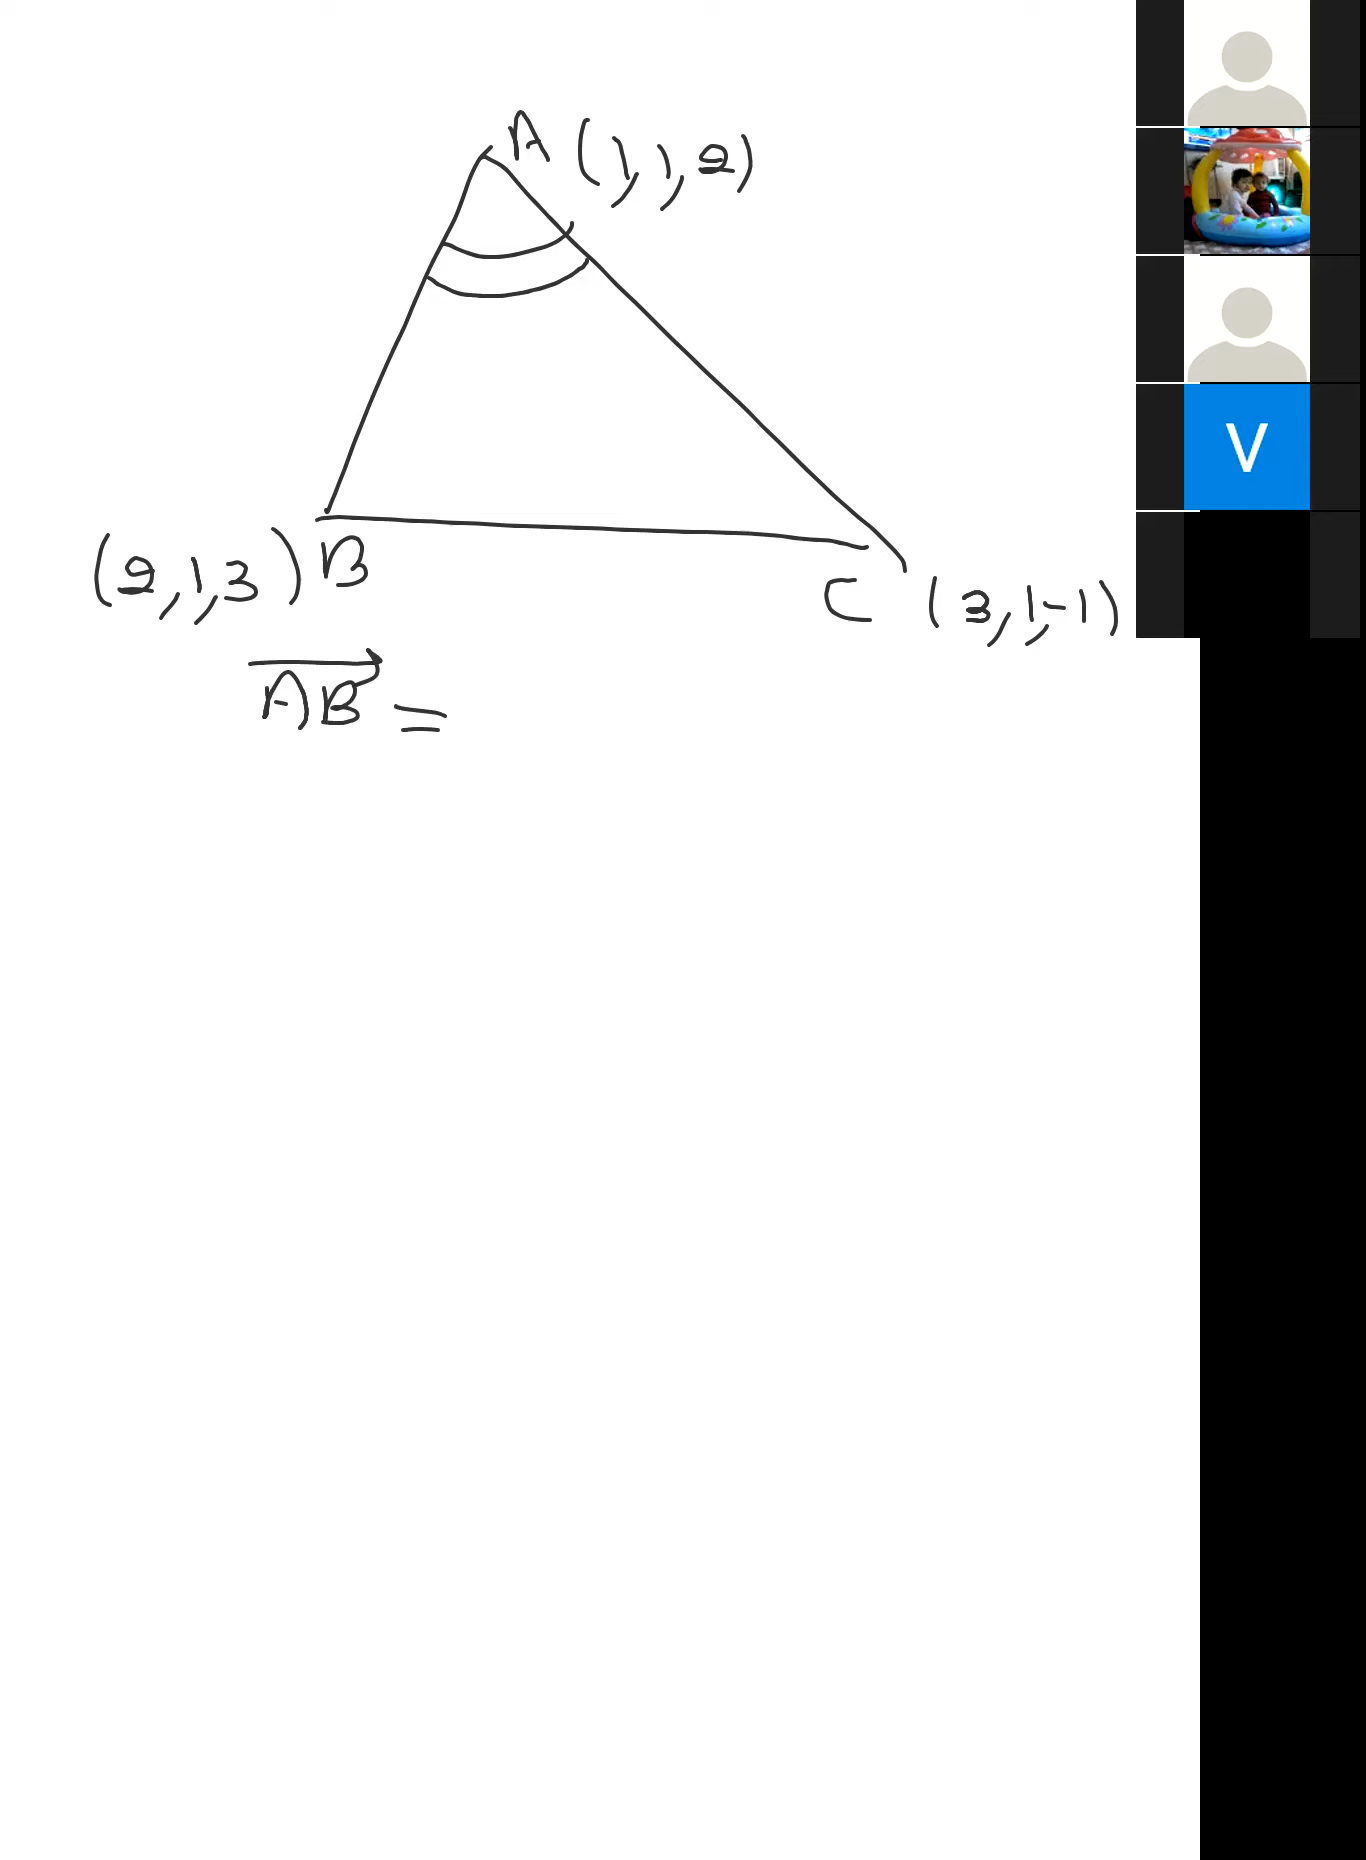 A (1,1,2)
V
(2,1,3) B
C (3,1,-1)
AB =